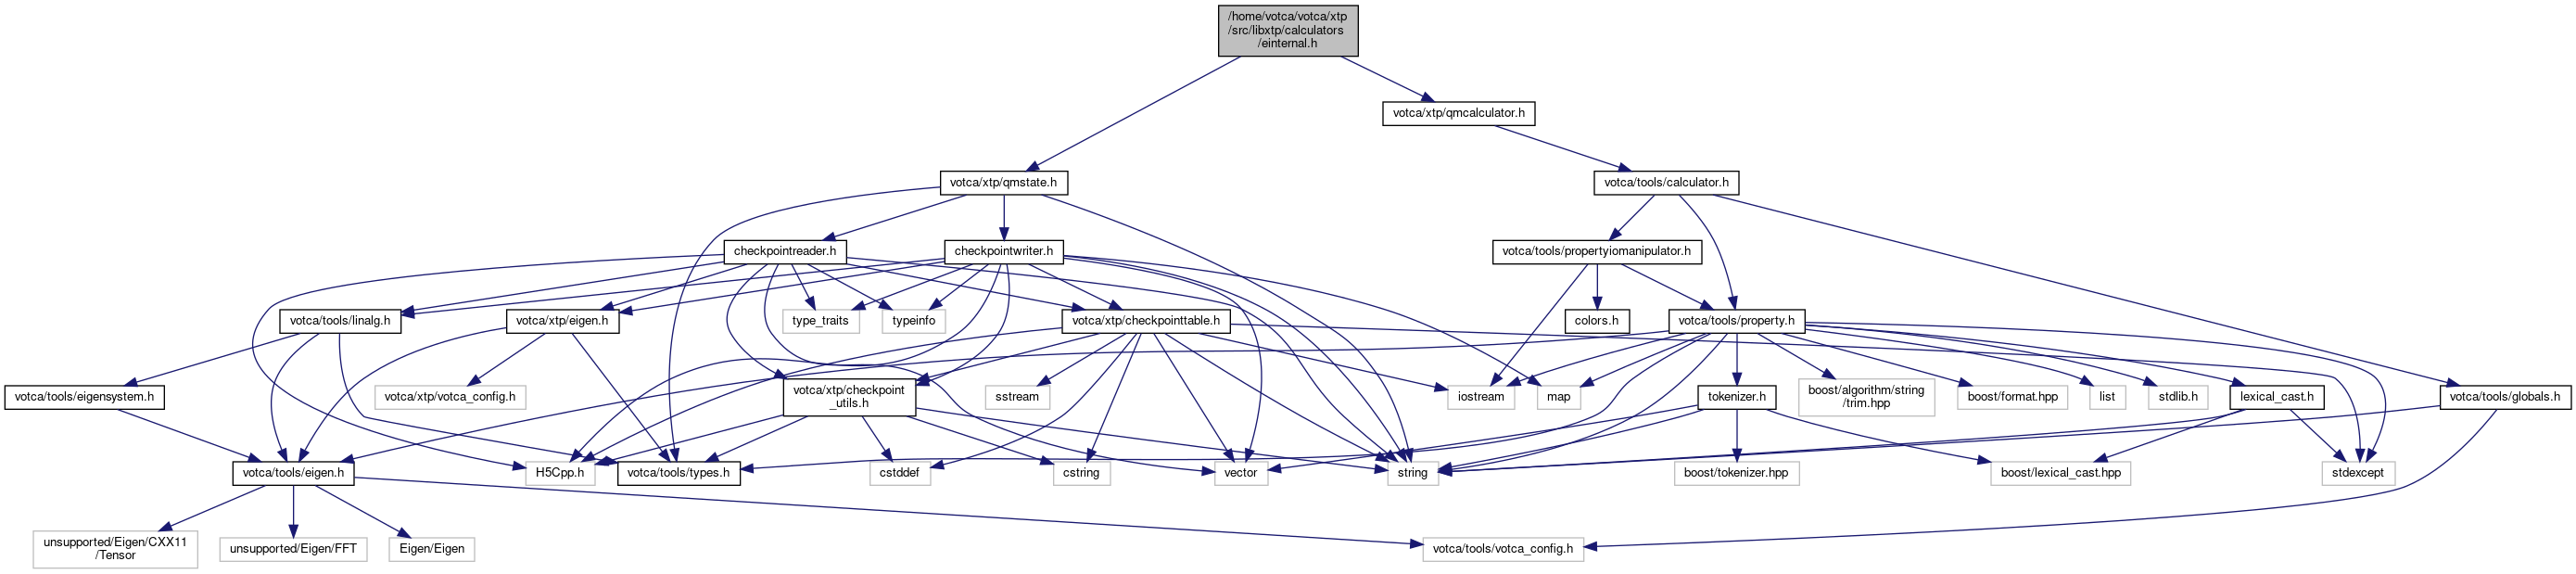 /home/votca/votca/xtp
/src/libxtp/calculators
/einternal.h
votca/xtp/qmcalculator.h
votca/xtp/qmstate.h
votca/tools/calculator.h
checkpointreader.h
checkpointwriter.h
votca/tools/propertyiomanipulator.h
votca/tools/linalg.h
votca/xtp/eigen.h
type_traits
typeinfo
votca/xtp/checkpointtable.h
colors.h
votca/tools/property.h
votca/tools/eigensystem.h
votca/xtp/votca_config.h
votca/xtp/checkpoint
_utils.h
sstream
iostream
map
tokenizer.h
boost/algorithm/string
/trim.hpp
boost/format.hpp
list
stdlib.h
lexical_cast.h
votca/tools/globals.h
votca/tools/eigen.h
H5Cpp.h
votca/tools/types.h
cstddef
cstring
vector
string
boost/tokenizer.hpp
boost/lexical_cast.hpp
stdexcept
unsupported/Eigen/CXX11
/Tensor
unsupported/Eigen/FFT
Eigen/Eigen
votca/tools/votca_config.h